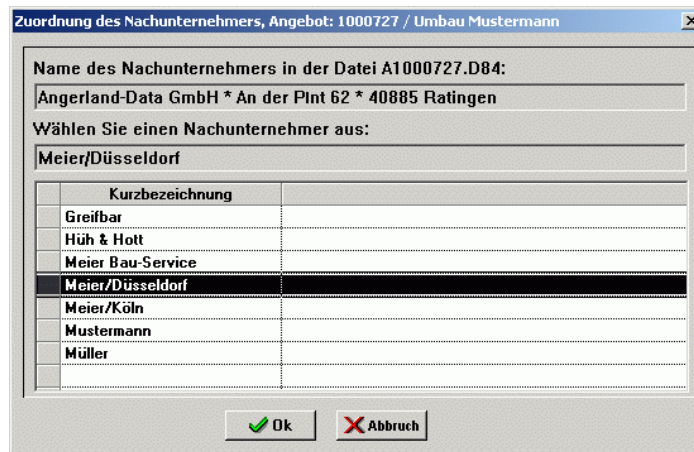 Zuordnung des Nachunternehmers, Angebot: 1000727 / Umbau Mustermann
Name des Nachunternehmers in der Datei A1000727.D84:
Angerland-Data GmbH * An der Plnt 62 * 40885 Ratingen
Wählen Sie einen Nachunternehmer aus:
Meier/Düsseldorf
Kurzbezeichnung
Greifbar
Hüh & Hott
Meier Bau-Service
Meier/Düsseldorf
Meier/Köln
Mustermann
Müller
Ok Abbruch